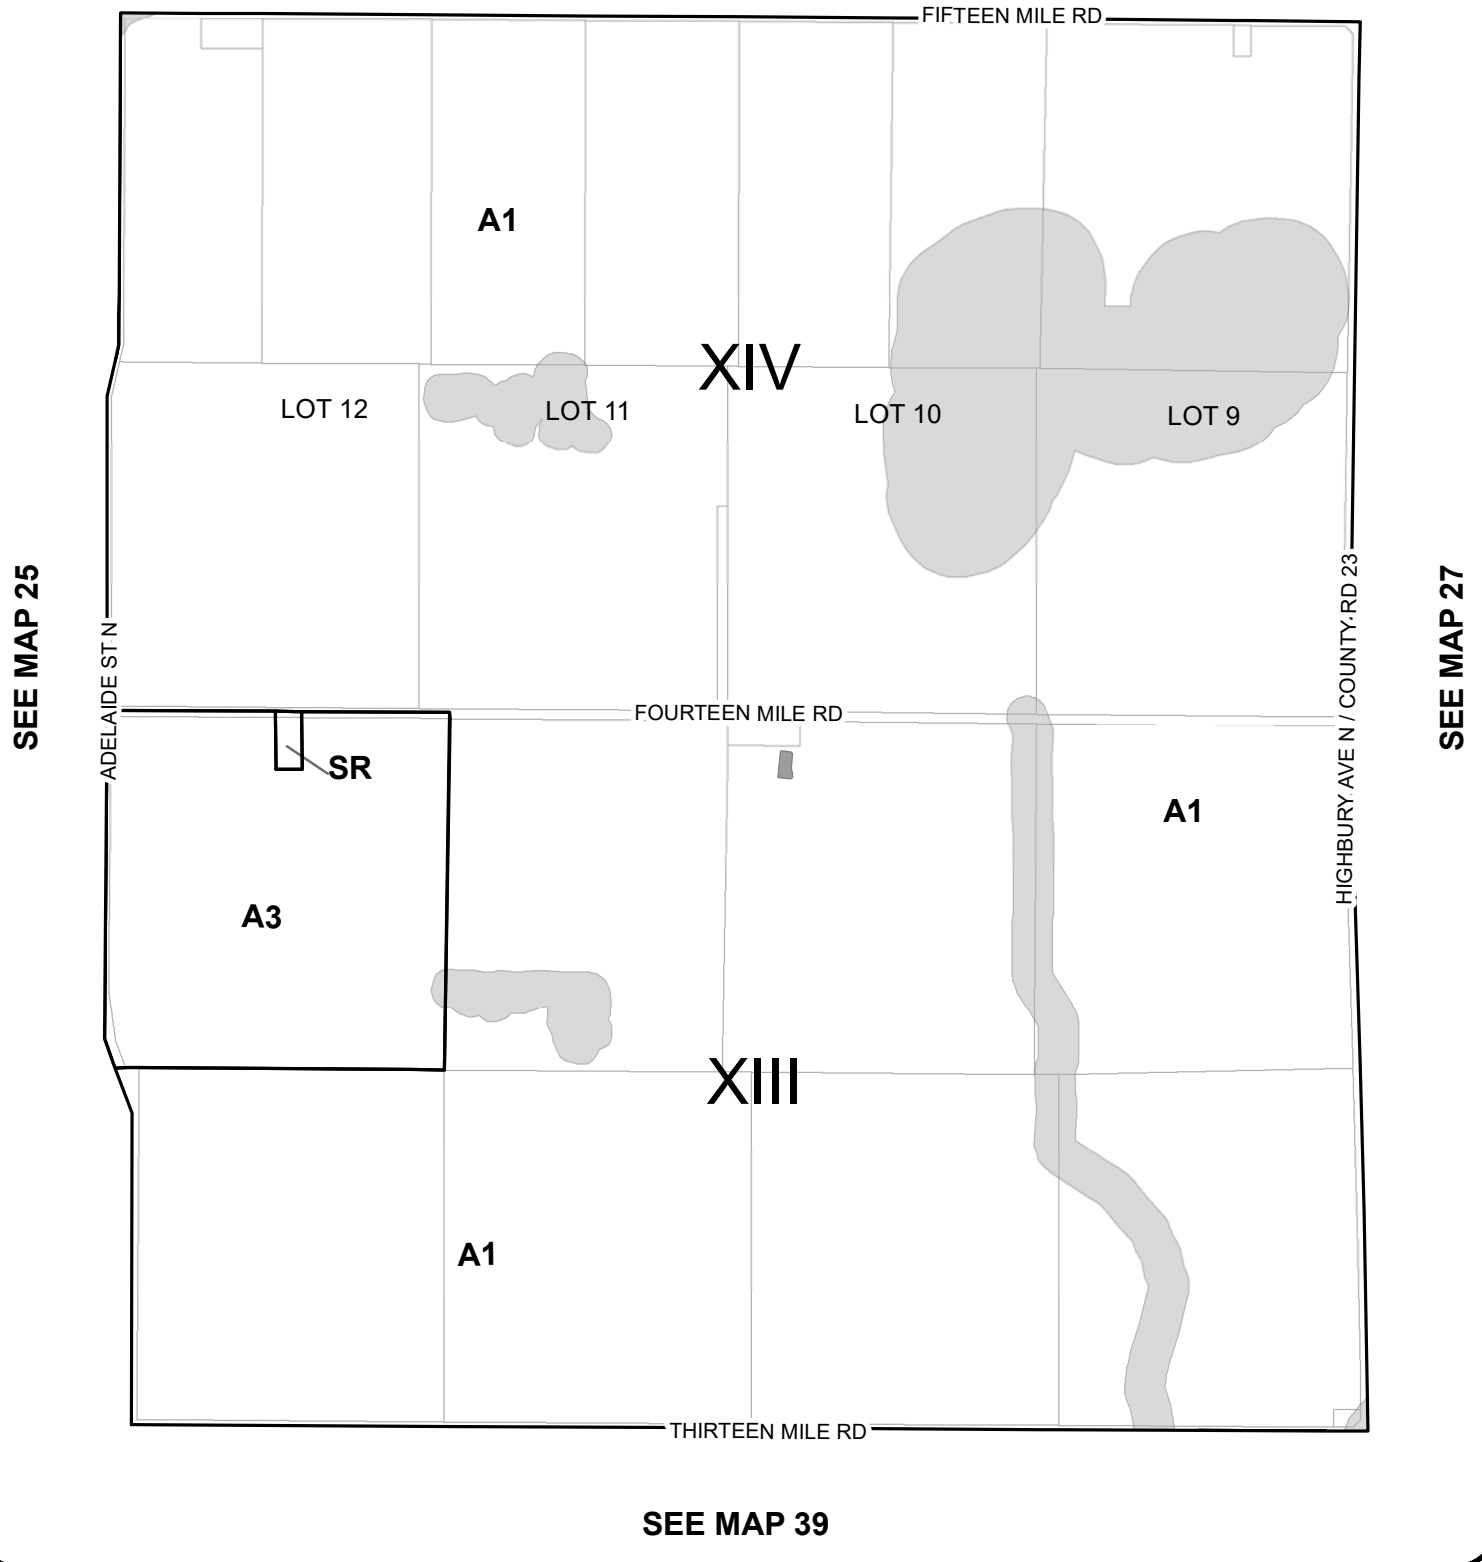 FIFTEEN MILE RD
A1
XIV
LOT 12
LOT 11
LOT 10
LOT 9
SEE MAP 25
ADELAIDE ST N
HIGHBURY AVE N / COUNTY RD 23
SEE MAP 27
FOURTEEN MILE RD
SR
A1
A3
XIII
A1
THIRTEEN MILE RD
SEE MAP 39